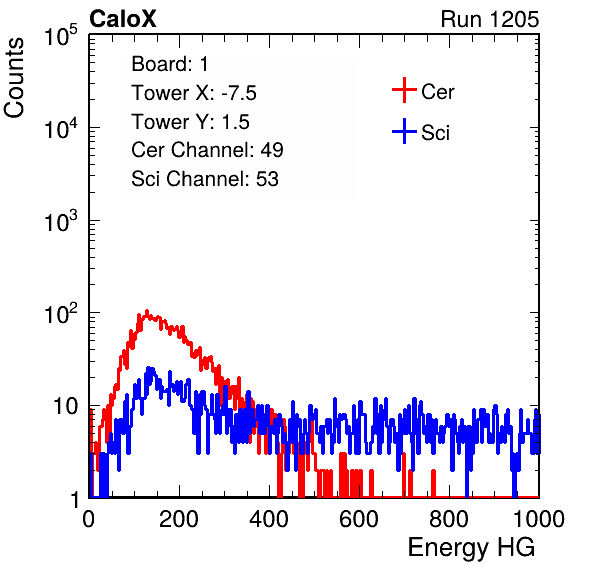 CaloX Run 1205
Counts
10^5
10^4
10^3
10^2
10
1
Board: 1
Tower X: -7.5
Tower Y: 1.5
Cer Channel: 49
Sci Channel: 53
Cer
Sci
0 200 400 600 800 1000
Energy HG